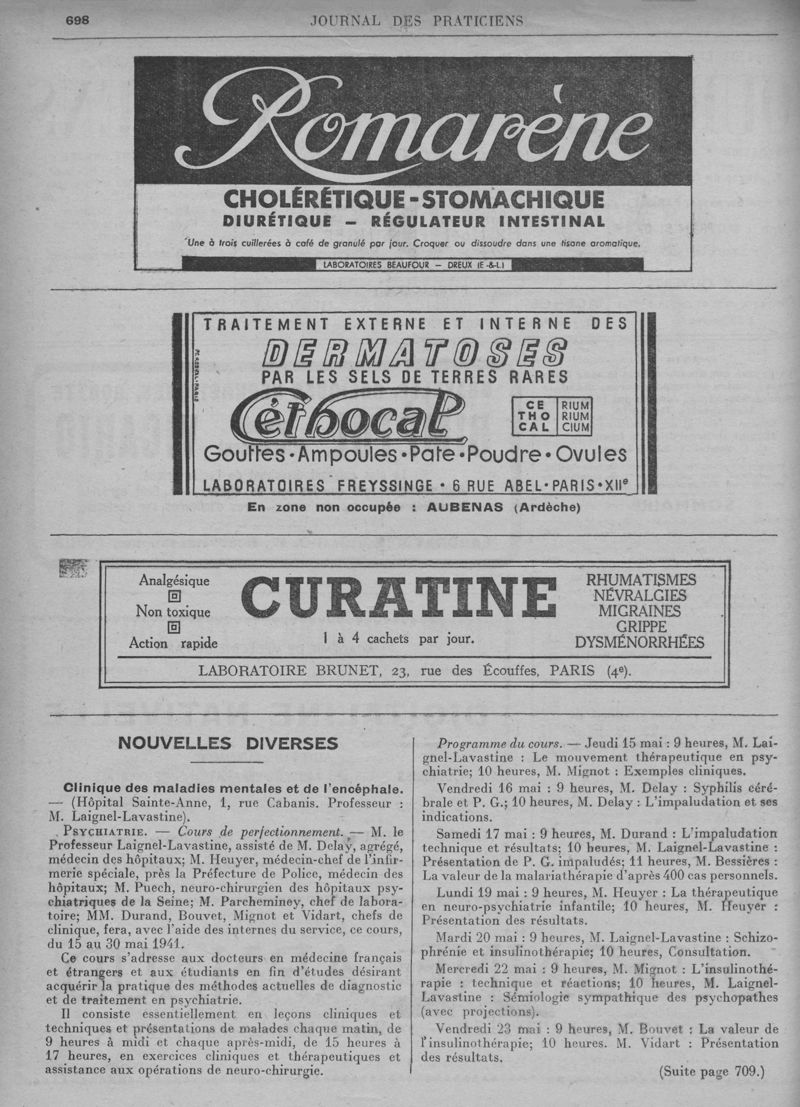 698
JOURNAL DES PRATICIENS
Romarène
CHOLÉRÉTIQUE-STOMACHIQUE
DIURÉTIQUE — RÉGULATEUR INTESTINAL
Une à trois cuillerées à café de granulé par jour. Croquer ou dissoudre dans une tisane aromatique.
LABORATOIRES BEAUFOUR — DREUX (E-&-L)
TRAITEMENT EXTERNE ET INTERNE DES
DERMATOSES
PAR LES SELS DE TERRES RARES
Céthocal
CE RIUM
THO RIUM
CAL CIUM
Gouttes • Ampoules • Pate • Poudre • Ovules
LABORATOIRES FREYSSINGE • 6 RUE ABEL • PARIS • XIIe
En zone non occupée : AUBENAS (Ardèche)
Analgésique
Non toxique
Action rapide
CURATINE
1 à 4 cachets par jour.
RHUMATISMES
NÉVRALGIES
MIGRAINES
GRIPPE
DYSMÉNORRHÉES
LABORATOIRE BRUNET, 23, rue des Écouffes, PARIS (4e).
NOUVELLES DIVERSES
Clinique des maladies mentales et de l'encéphale.
— (Hôpital Sainte-Anne, 1, rue Cabanis. Professeur :
M. Laignel-Lavastine).
PSYCHIATRIE. — Cours de perfectionnement. — M. le
Professeur Laignel-Lavastine, assisté de M. Delay, agrégé,
médecin des hôpitaux; M. Heuyer, médecin-chef de l'infir-
merie spéciale, près la Préfecture de Police, médecin des
hôpitaux; M. Puech, neuro-chirurgien des hôpitaux psy-
chiatriques de la Seine; M. Parcheminey, chef de labora-
toire; MM. Durand, Bouvet, Mignot et Vidart, chefs de
clinique, fera, avec l'aide des internes du service, ce cours,
du 15 au 30 mai 1941.
Ce cours s'adresse aux docteurs en médecine français
et étrangers et aux étudiants en fin d'études désirant
acquérir la pratique des méthodes actuelles de diagnostic
et de traitement en psychiatrie.
Il consiste essentiellement en leçons cliniques et
techniques et présentations de malades chaque matin, de
9 heures à midi et chaque après-midi, de 15 heures à
17 heures, en exercices cliniques et thérapeutiques et
assistance aux opérations de neuro-chirurgie.
Programme du cours. — Jeudi 15 mai : 9 heures, M. Lai-
gnel-Lavastine : Le mouvement thérapeutique en psy-
chiatrie; 10 heures, M. Mignot : Exemples cliniques.
Vendredi 16 mai : 9 heures, M. Delay : Syphilis céré-
brale et P. G.; 10 heures, M. Delay : L'impaludation et ses
indications.
Samedi 17 mai : 9 heures, M. Durand : L'impaludation
technique et résultats; 10 heures, M. Laignel-Lavastine :
Présentation de P. G. impaludés; 11 heures, M. Bessières :
La valeur de la malariathérapie d'après 400 cas personnels.
Lundi 19 mai : 9 heures, M. Heuyer : La thérapeutique
en neuro-psychiatrie infantile; 10 heures, M. Heuyer :
Présentation des résultats.
Mardi 20 mai : 9 heures, M. Laignel-Lavastine : Schizo-
phrénie et insulinothérapie; 10 heures, Consultation.
Mercredi 22 mai : 9 heures, M. Mignot : L'insulinothé-
rapie : technique et réactions; 10 heures, M. Laignel-
Lavastine : Sémiologie sympathique des psychopathes
(avec projections).
Vendredi 23 mai : 9 heures, M. Bouvet : La valeur de
l'insulinothérapie; 10 heures. M. Vidart : Présentation
des résultats.
(Suite page 709.)